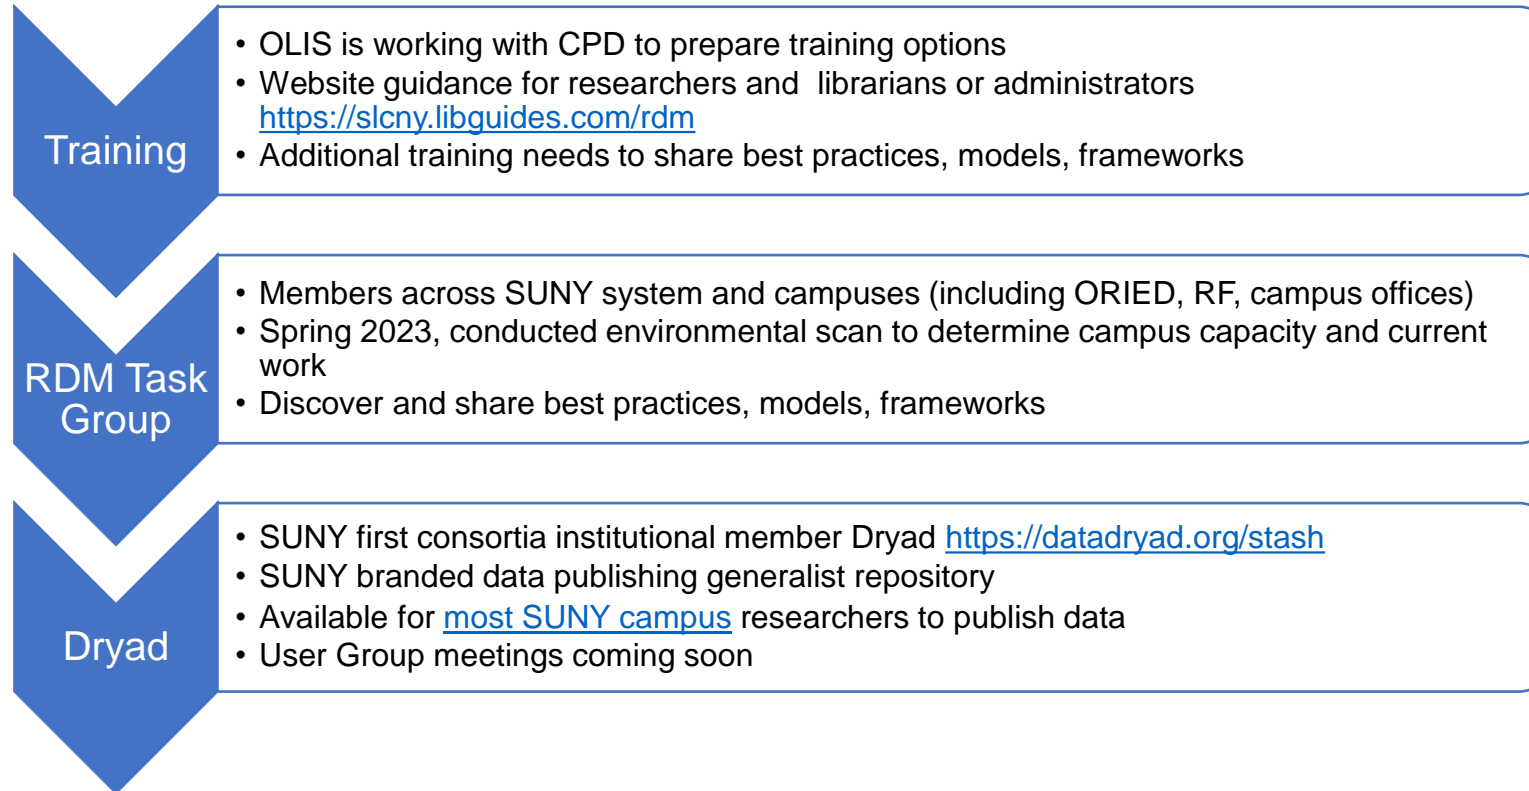 Training
• OLIS is working with CPD to prepare training options
• Website guidance for researchers and  librarians or administrators
https://slcny.libguides.com/rdm
• Additional training needs to share best practices, models, frameworks
RDM Task
Group
• Members across SUNY system and campuses (including ORIED, RF, campus offices)
• Spring 2023, conducted environmental scan to determine campus capacity and current
work
• Discover and share best practices, models, frameworks
Dryad
• SUNY first consortia institutional member Dryad https://datadryad.org/stash
• SUNY branded data publishing generalist repository
• Available for most SUNY campus researchers to publish data
• User Group meetings coming soon